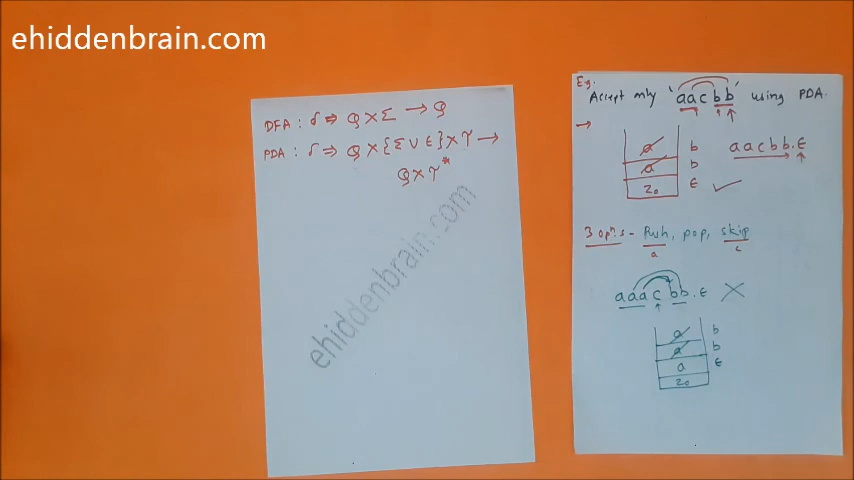 ehiddenbrain.com
DFA : δ ⇒ Q × Σ → Q
PDA : δ ⇒ Q × {Σ ∪ ε} × Τ →
Q × Τ*
ehiddenbrain.com
Eg.
Accept only 'aacbb' using PDA.
→
a b
a b
z₀ ε ✓
aacbb.ε
3 opn.s - Push, pop, skip
a c
aaacbb.ε ✗
a b
a b
a ε
z₀